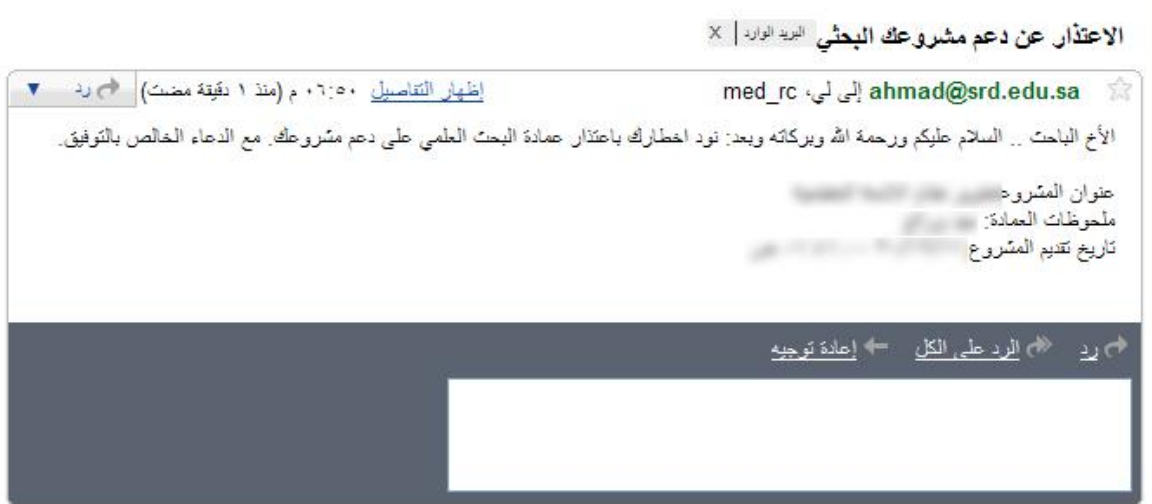 الاعتذار عن دعم مشروعك البحثي البريد الوارد | X
ahmad@srd.edu.sa إلى لي، med_rc إظهار التفاصيل ٠٦:٥٠ م (منذ ١ دقيقة مضت) رد
الأخ الباحث .. السلام عليكم ورحمة الله وبركاته وبعد: نود اخطارك باعتذار عمادة البحث العلمي على دعم مشروعك. مع الدعاء الخالص بالتوفيق.
عنوان المشروع
ملحوظات العمادة:
تاريخ تقديم المشروع
رد الرد على الكل إعادة توجيه